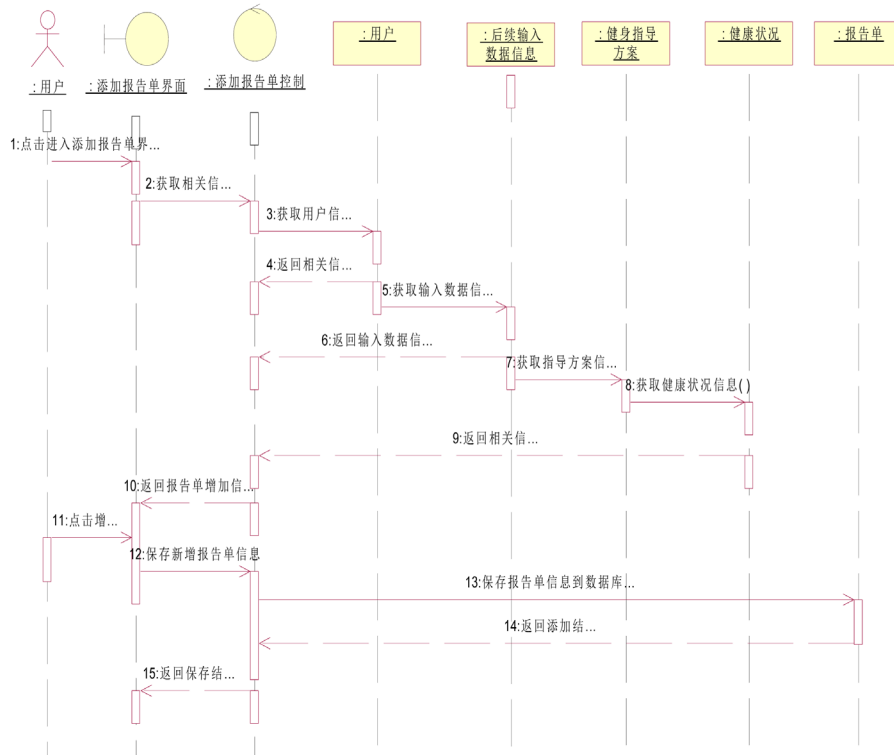 : 用户
: 添加报告单界面
: 添加报告单控制
: 用户
: 后续输入
数据信息
: 健身指导
方案
: 健康状况
: 报告单
1:点击进入添加报告单界...
2:获取相关信...
3:获取用户信...
4:返回相关信...
5:获取输入数据信...
6:返回输入数据信...
7:获取指导方案信...
8:获取健康状况信息( )
9:返回相关信...
10:返回报告单增加信...
11:点击增...
12:保存新增报告单信息
13:保存报告单信息到数据库...
14:返回添加结...
15:返回保存结...